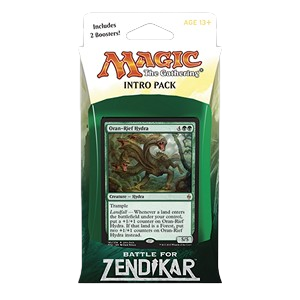 Includes
2 Boosters!
AGE 13+
MAGIC
The Gathering®
INTRO PACK
Oran-Rief Hydra 4
Creature — Hydra
Trample
Landfall — Whenever a land enters
the battlefield under your control,
put a +1/+1 counter on Oran-Rief
Hydra. If that land is a Forest, put
two +1/+1 counters on Oran-Rief
Hydra instead.
5/5
BATTLE FOR
ZENDIKAR